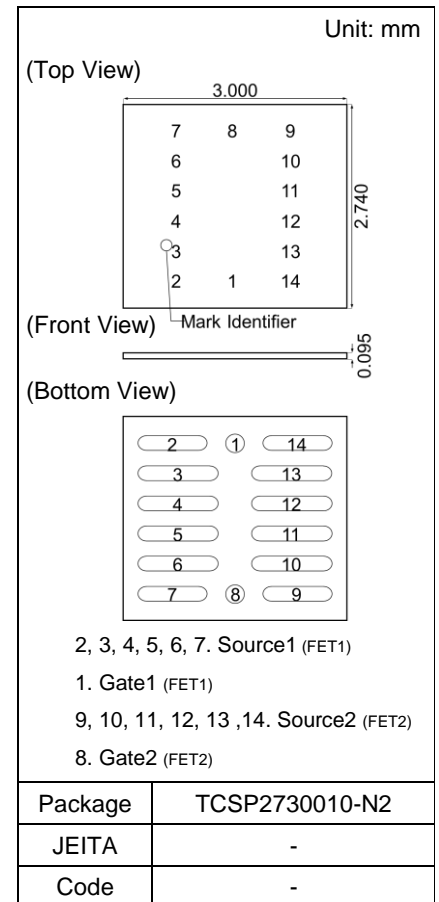 Unit: mm
(Top View)
3.000
7 8 9
6 10
5 11
4 12
3 13
2 1 14
2.740
Mark Identifier
(Front View)
0.095
(Bottom View)
2 1 14
3 13
4 12
5 11
6 10
7 8 9
2, 3, 4, 5, 6, 7. Source1 (FET1)
1. Gate1 (FET1)
9, 10, 11, 12, 13 ,14. Source2 (FET2)
8. Gate2 (FET2)
Package TCSP2730010-N2
JEITA -
Code -